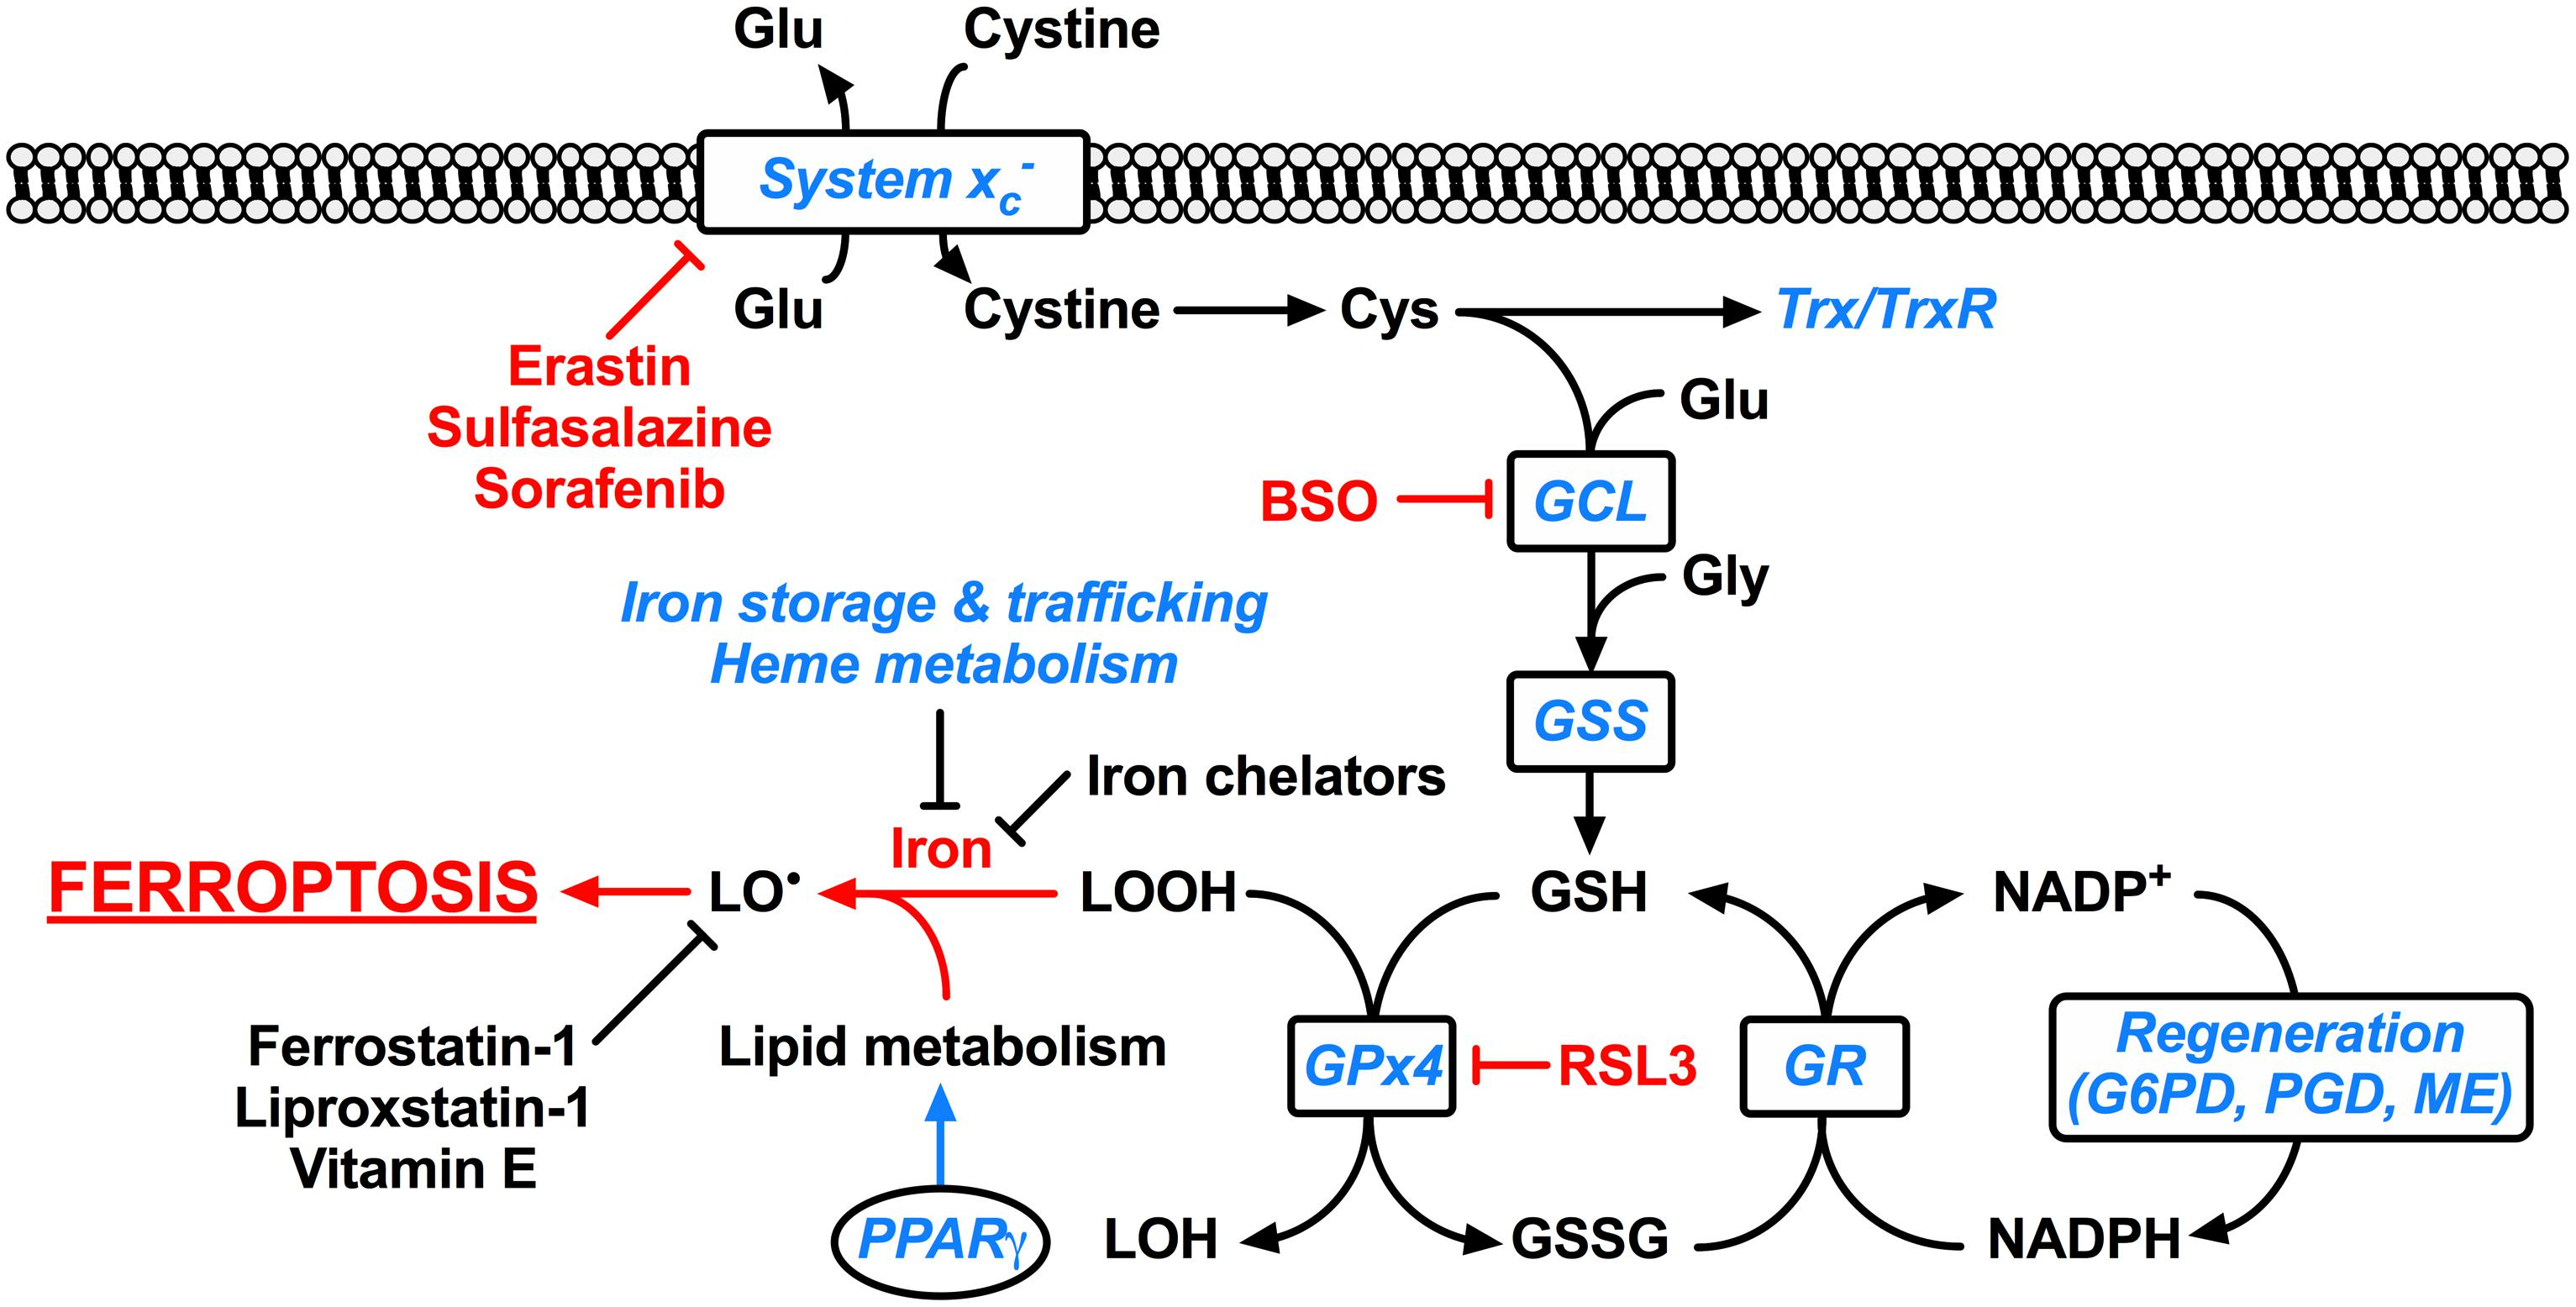 Glu
Cystine
System xc-
Glu
Cystine
Cys
Trx/TrxR
Erastin
Sulfasalazine
Sorafenib
Glu
BSO
GCL
Gly
Iron storage & trafficking
Heme metabolism
GSS
Iron chelators
Iron
FERROPTOSIS
LO•
LOOH
GSH
NADP+
Ferrostatin-1
Liproxstatin-1
Vitamin E
Lipid metabolism
GPx4
RSL3
GR
Regeneration
(G6PD, PGD, ME)
PPARγ
LOH
GSSG
NADPH